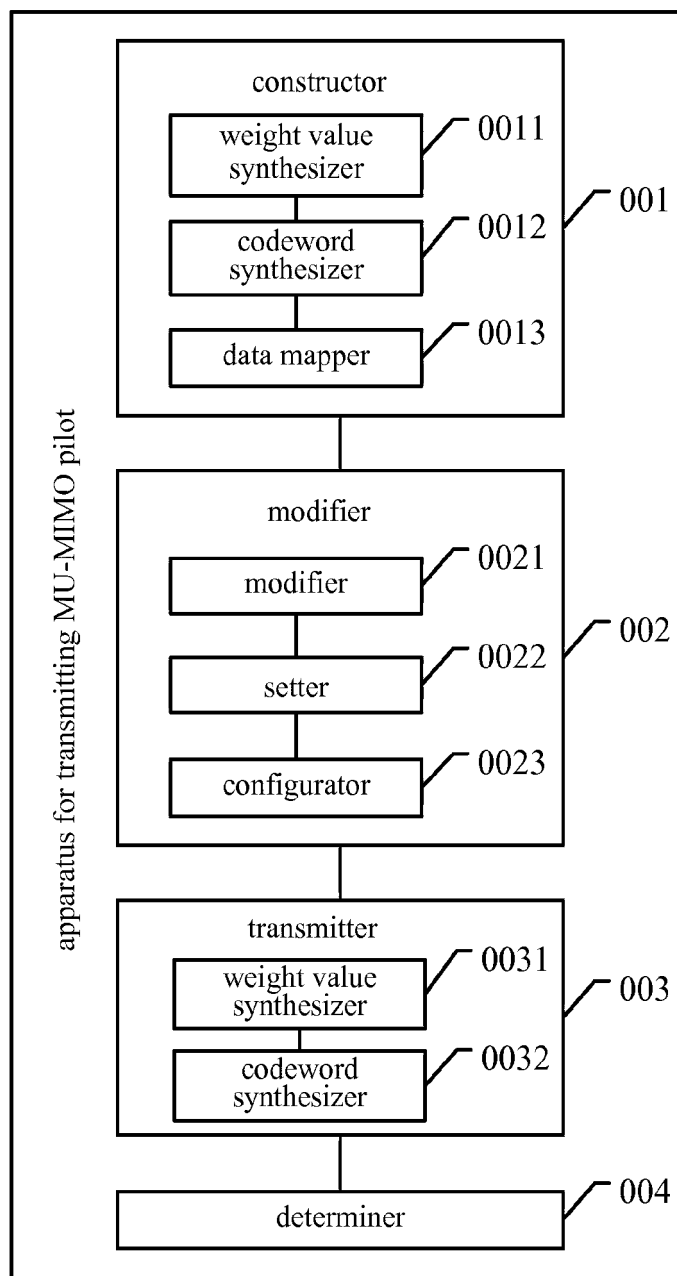 constructor
weight value
synthesizer
0011
codeword
synthesizer
0012
001
data mapper
0013
apparatus for transmitting MU-MIMO pilot
modifier
modifier
0021
setter
0022
002
configurator
0023
transmitter
weight value
synthesizer
0031
003
codeword
synthesizer
0032
determiner
004